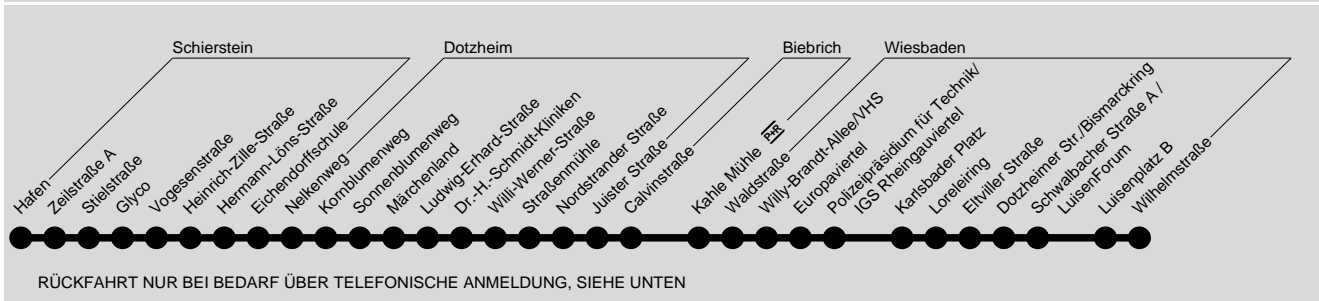 Schierstein
Dotzheim
Biebrich
Wiesbaden
Hafen
Zeilstraße A
Stielstraße
Glyco
Vogesenstraße
Heinrich-Zille-Straße
Hermann-Löns-Straße
Eichendorffschule
Nelkenweg
Kornblumenweg
Sonnenblumenweg
Märchenland
Ludwig-Erhard-Straße
Dr.-H.-Schmidt-Kliniken
Willi-Werner-Straße
Straßenmühle
Nordstrander Straße
Juister Straße
Calvinstraße
Kahle Mühle P+R
Waldstraße
Willy-Brandt-Allee/VHS
Europaviertel
Polizeipräsidium für Technik/
IGS Rheingauviertel
Karlsbader Platz
Loreleiring
Eltviller Straße
Dotzheimer Str./Bismarckring
Schwalbacher Straße A /
LuisenForum
Luisenplatz B
Wilhelmstraße
RÜCKFAHRT NUR BEI BEDARF ÜBER TELEFONISCHE ANMELDUNG, SIEHE UNTEN